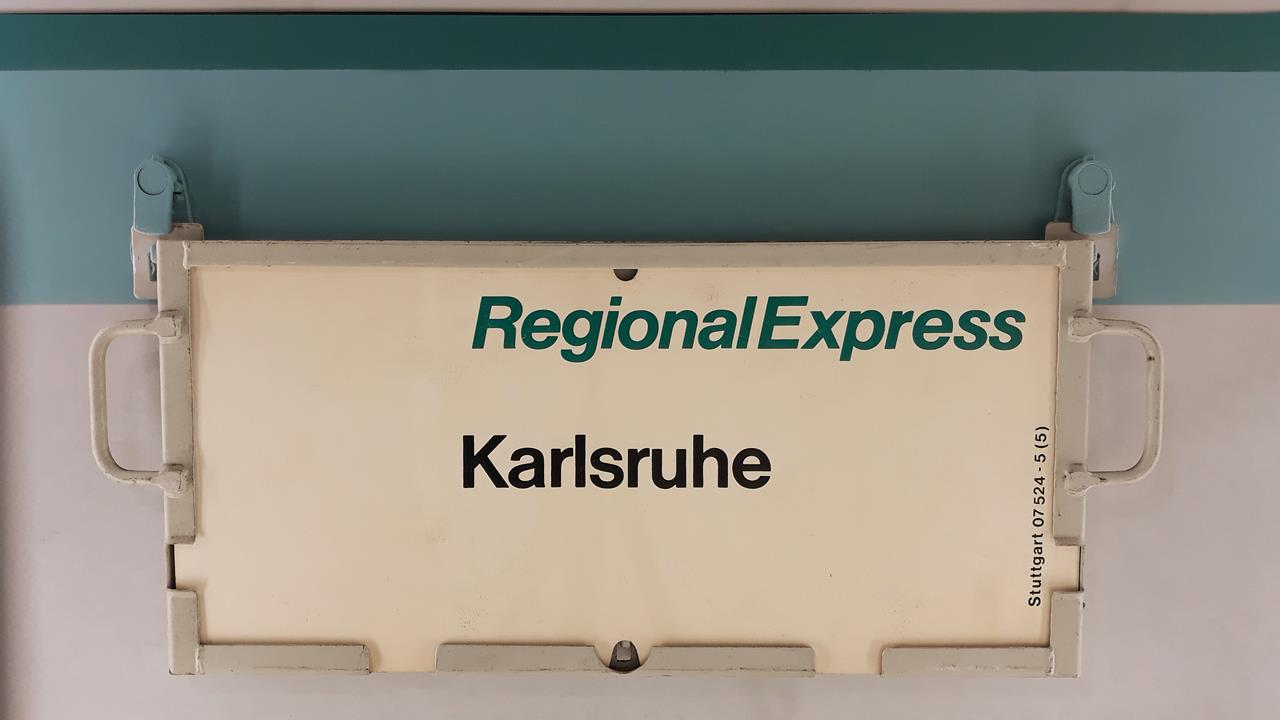 RegionalExpress
Karlsruhe
Stuttgart 07 524 - 5 (5)